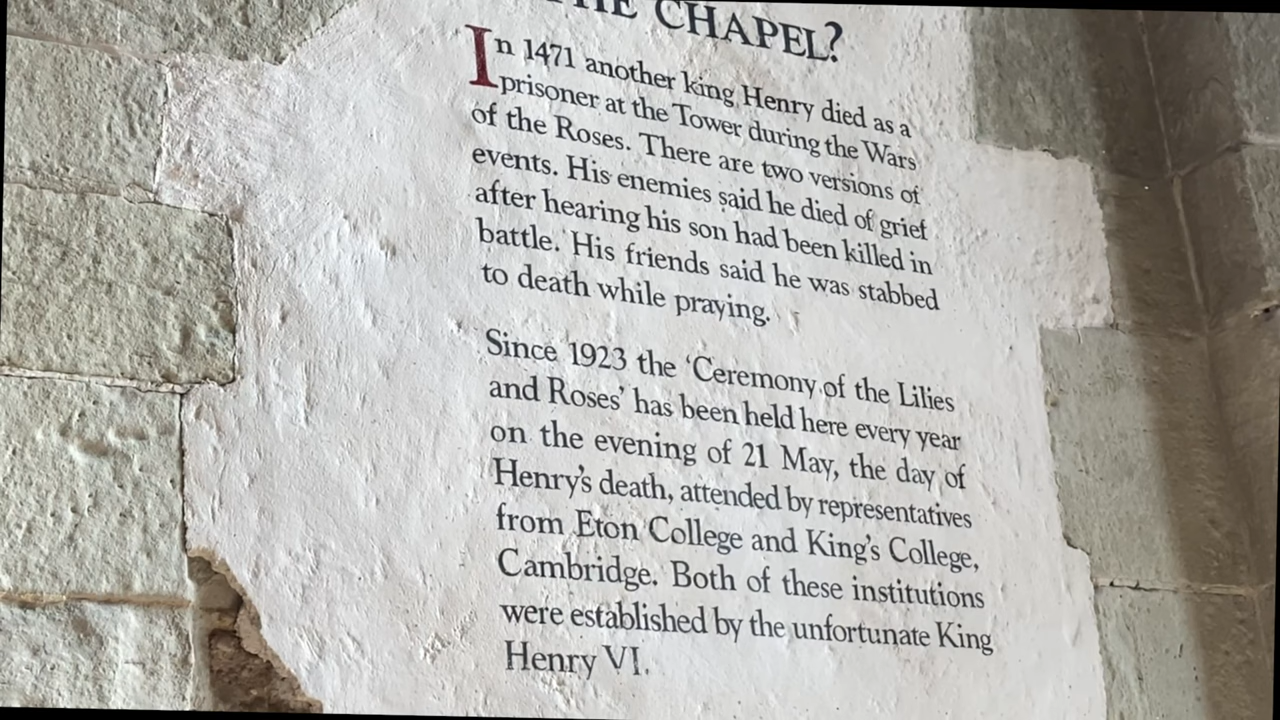 THE CHAPEL?
In 1471 another king Henry died as a
prisoner at the Tower during the Wars
of the Roses. There are two versions of
events. His enemies said he died of grief
after hearing his son had been killed in
battle. His friends said he was stabbed
to death while praying.
Since 1923 the ‘Ceremony of the Lilies
and Roses’ has been held here every year
on the evening of 21 May, the day of
Henry’s death, attended by representatives
from Eton College and King’s College,
Cambridge. Both of these institutions
were established by the unfortunate King
Henry VI.